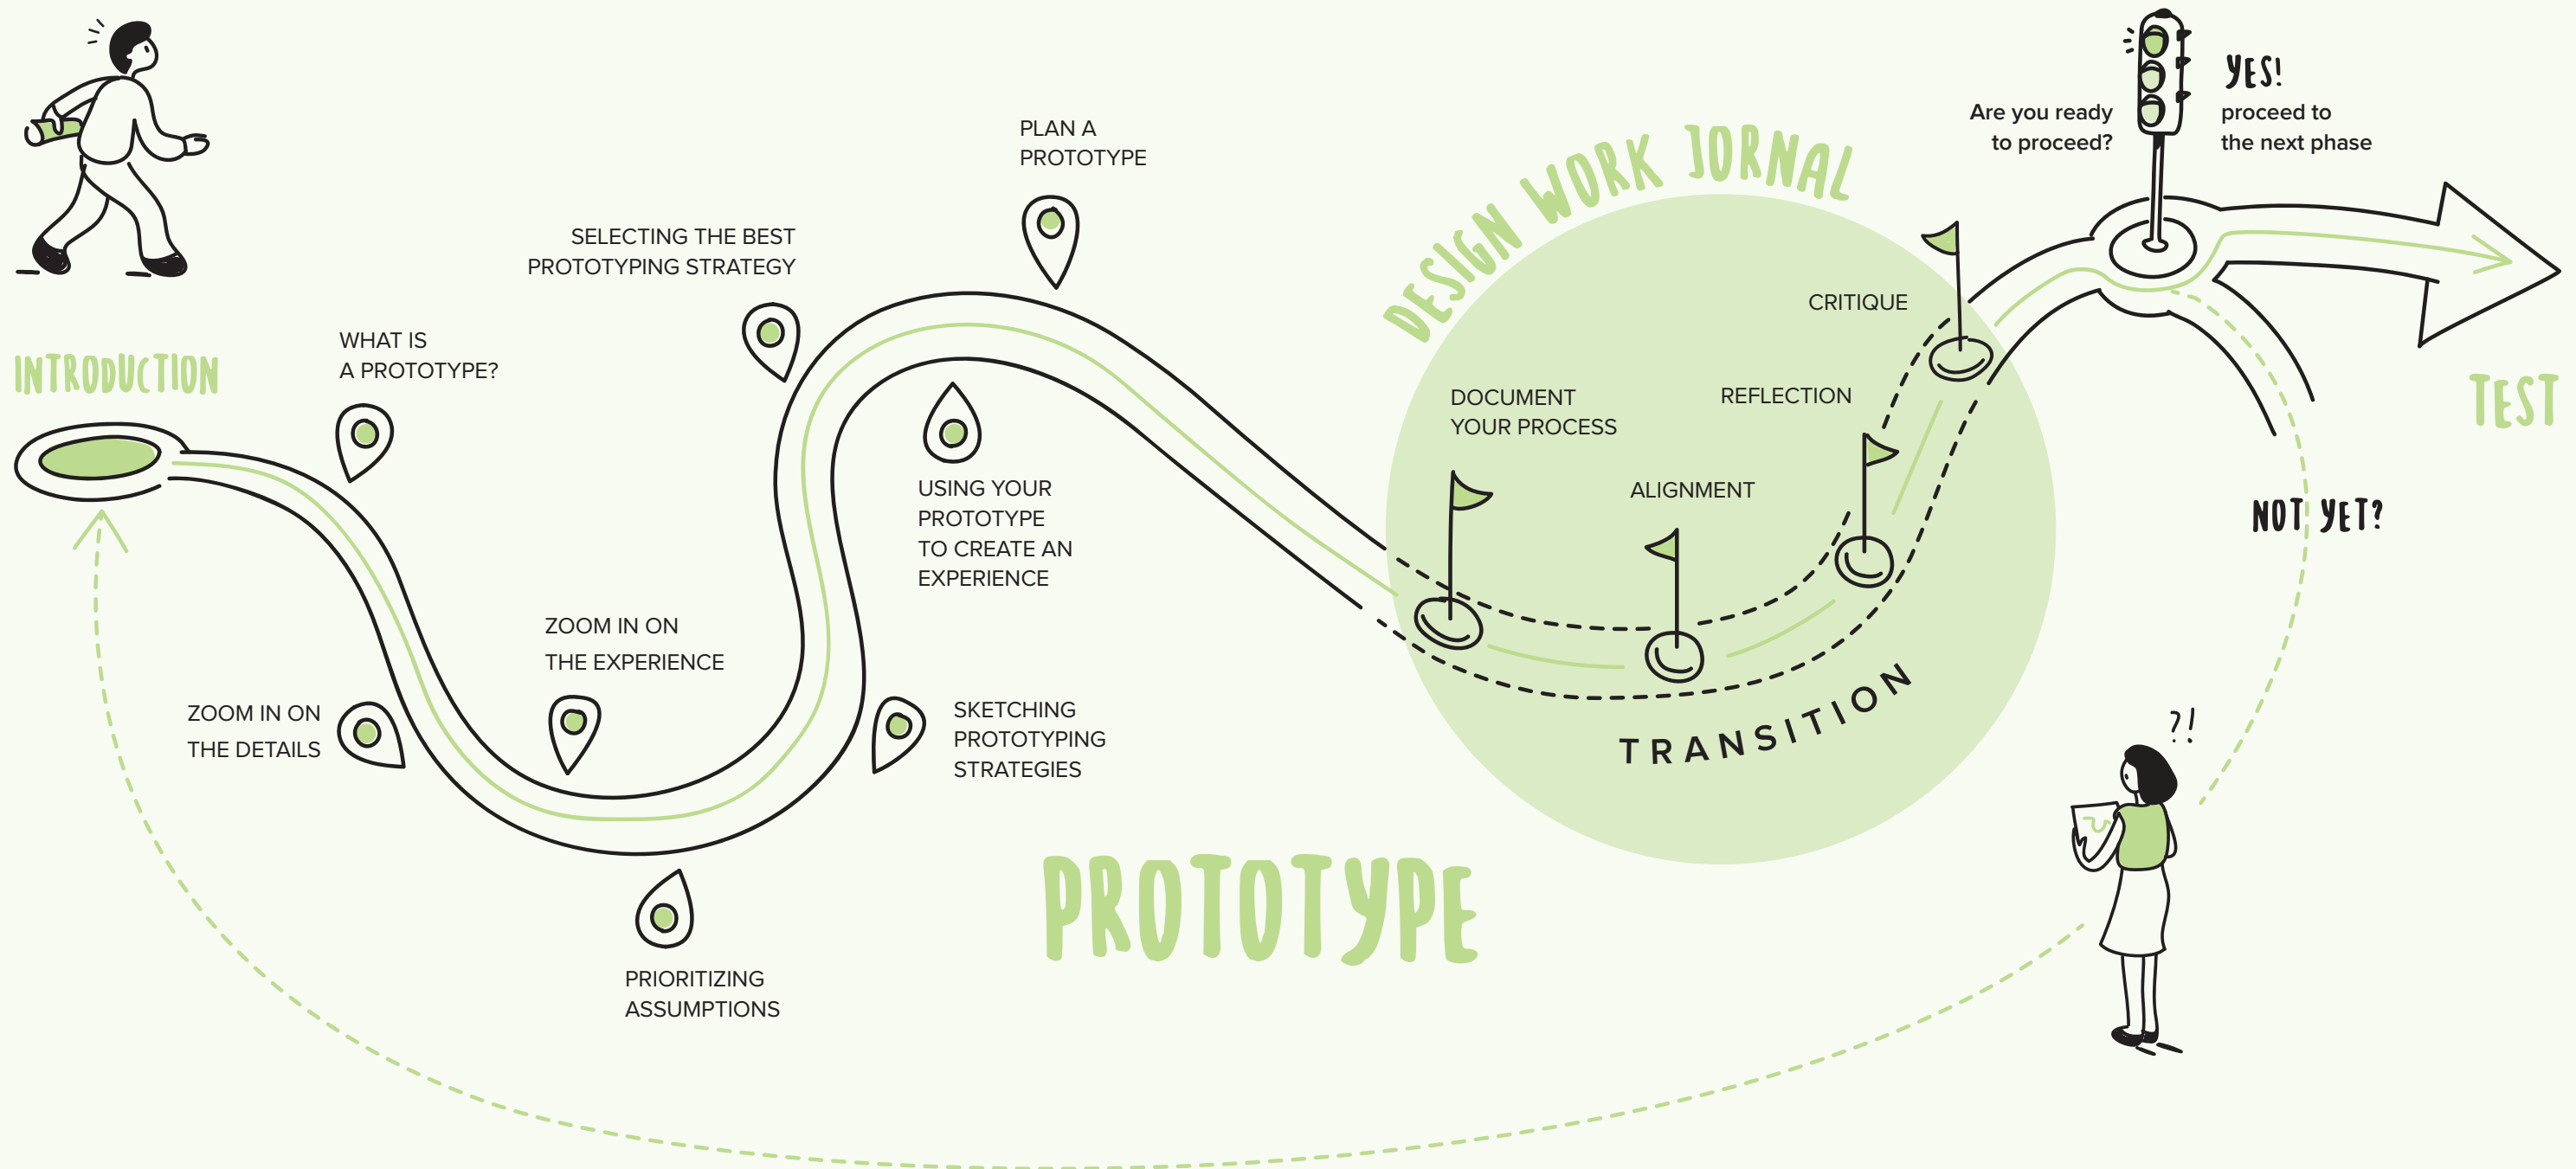 INTRODUCTION
WHAT IS
A PROTOTYPE?
ZOOM IN ON
THE DETAILS
ZOOM IN ON
THE EXPERIENCE
PRIORITIZING
ASSUMPTIONS
SKETCHING
PROTOTYPING
STRATEGIES
SELECTING THE BEST
PROTOTYPING STRATEGY
USING YOUR
PROTOTYPE
TO CREATE AN
EXPERIENCE
PLAN A
PROTOTYPE
PROTOTYPE
DESIGN WORK JORNAL
DOCUMENT
YOUR PROCESS
ALIGNMENT
REFLECTION
CRITIQUE
TRANSITION
Are you ready
to proceed?
YES!
proceed to
the next phase
TEST
NOT YET?
?!